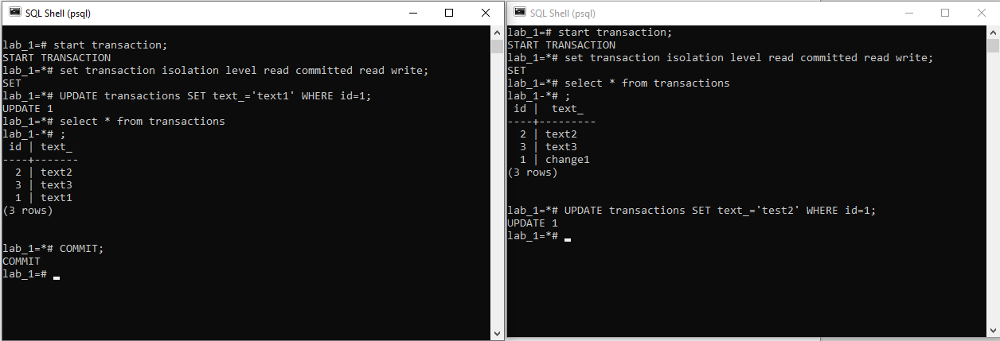 SQL Shell (psql)
lab_1=# start transaction;
START TRANSACTION
lab_1=*# set transaction isolation level read committed read write;
SET
lab_1=*# UPDATE transactions SET text_='text1' WHERE id=1;
UPDATE 1
lab_1=*# select * from transactions
lab_1-*# ;
 id | text_
----+-------
  2 | text2
  3 | text3
  1 | text1
(3 rows)
lab_1=*# COMMIT;
COMMIT
lab_1=#
SQL Shell (psql)
lab_1=# start transaction;
START TRANSACTION
lab_1=*# set transaction isolation level read committed read write;
SET
lab_1=*# select * from transactions
lab_1-*# ;
 id |  text_
----+---------
  2 | text2
  3 | text3
  1 | change1
(3 rows)
lab_1=*# UPDATE transactions SET text_='test2' WHERE id=1;
UPDATE 1
lab_1=*#